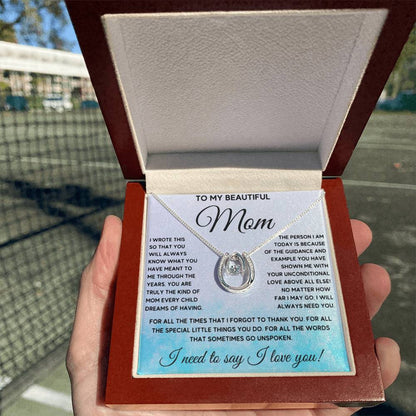 TO MY BEAUTIFUL
Mom
I WROTE THIS
SO THAT YOU
WILL ALWAYS
KNOW WHAT YOU
HAVE MEANT TO
ME THROUGH THE
YEARS. YOU ARE
TRULY THE KIND OF
MOM EVERY CHILD
DREAMS OF HAVING.
THE PERSON I AM
TODAY IS BECAUSE
OF THE GUIDANCE AND
EXAMPLE YOU HAVE
SHOWN ME WITH
YOUR UNCONDITIONAL
LOVE ABOVE ALL ELSE!
NO MATTER HOW
FAR I MAY GO, I WILL
ALWAYS NEED YOU.
FOR ALL THE TIMES THAT I FORGOT TO THANK YOU. FOR ALL
THE SPECIAL LITTLE THINGS YOU DO. FOR ALL THE WORDS
THAT SOMETIMES GO UNSPOKEN.
I need to say I love you!